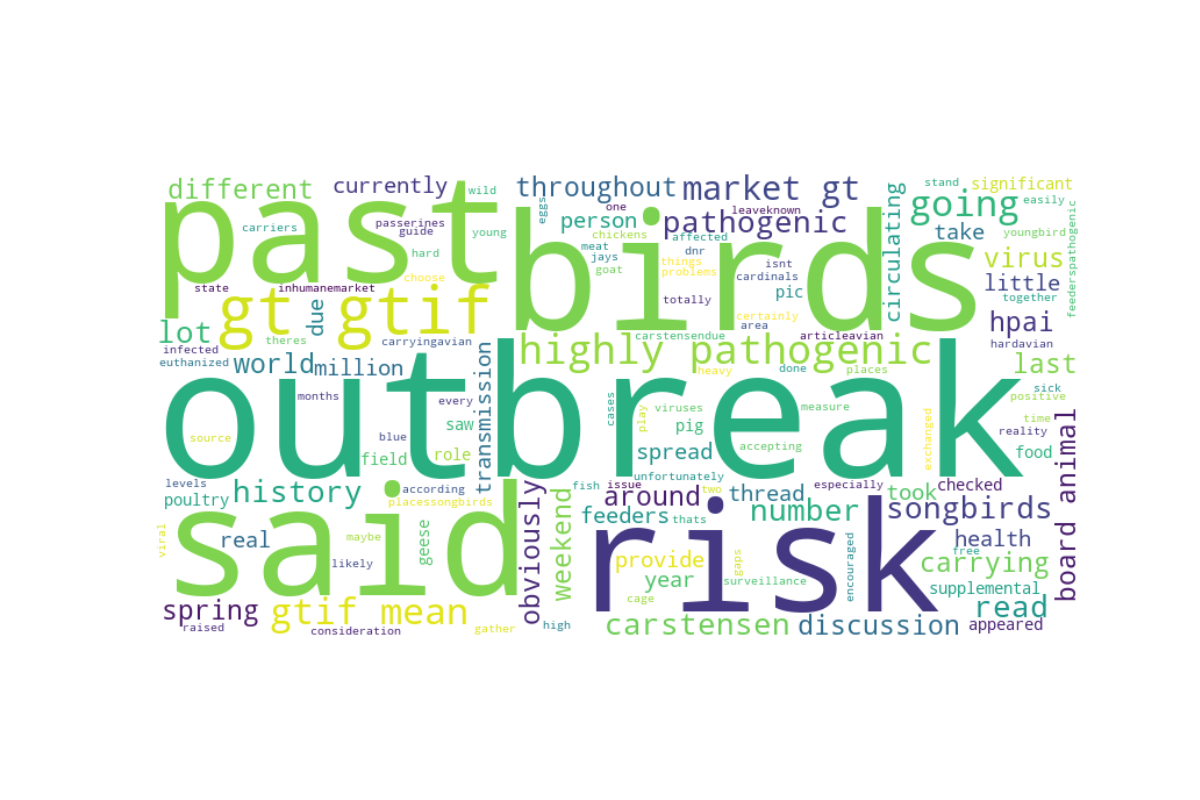 different
currently
wild
throughout
market gt
circulating
stand
significant
past
birds
carriers
passerines
guide
hard
young
eggs
one
person
chickens
meat
jays
goat
leaveknown
pathogenic
affected
dnr
things
problems
isnt
cardinals
pic
going
easily
take
youngbird
virus
little
together
feederspathogenic
state
inhumanemarket
choose
totally
certainly
area
gt
gtif
due
lot
theres
carryingavian
carstensendue
articleavian
hpai
hardavian
infected
euthanized
world
million
highly pathogenic
heavy
done
places
last
sick
positive
outbreak
months
every
transmission
cases
play
viruses
measure
exchanged
time
reality
source
blue
saw
field
role
pig
accepting
spread
food
board animal
levels
poultry
history
according
placessongbirds
unfortunately
fish
issue
two
especially
checked
obviously
weekend
around
thread
took
songbirds
said
feeders
thats
number
risk
viral
real
maybe
likely
geese
provide
gaps
year
surveillance
cage
encouraged
health
free
carrying
supplemental
read
spring
raised
gtif mean
consideration
gather
high
carstensen
discussion
appeared